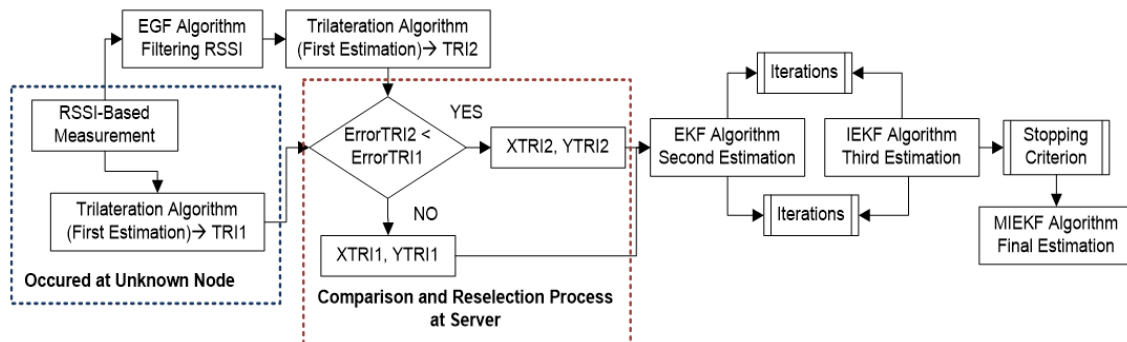 EGF Algorithm
Filtering RSSI
Trilateration Algorithm
(First Estimation)→ TRI2
RSSI-Based
Measurement
Trilateration Algorithm
(First Estimation)→ TRI1
Occured at Unknown Node
ErrorTRI2 <
ErrorTRI1
YES
NO
XTRI2, YTRI2
XTRI1, YTRI1
Comparison and Reselection Process
at Server
EKF Algorithm
Second Estimation
Iterations
Iterations
IEKF Algorithm
Third Estimation
Stopping
Criterion
MIEKF Algorithm
Final Estimation